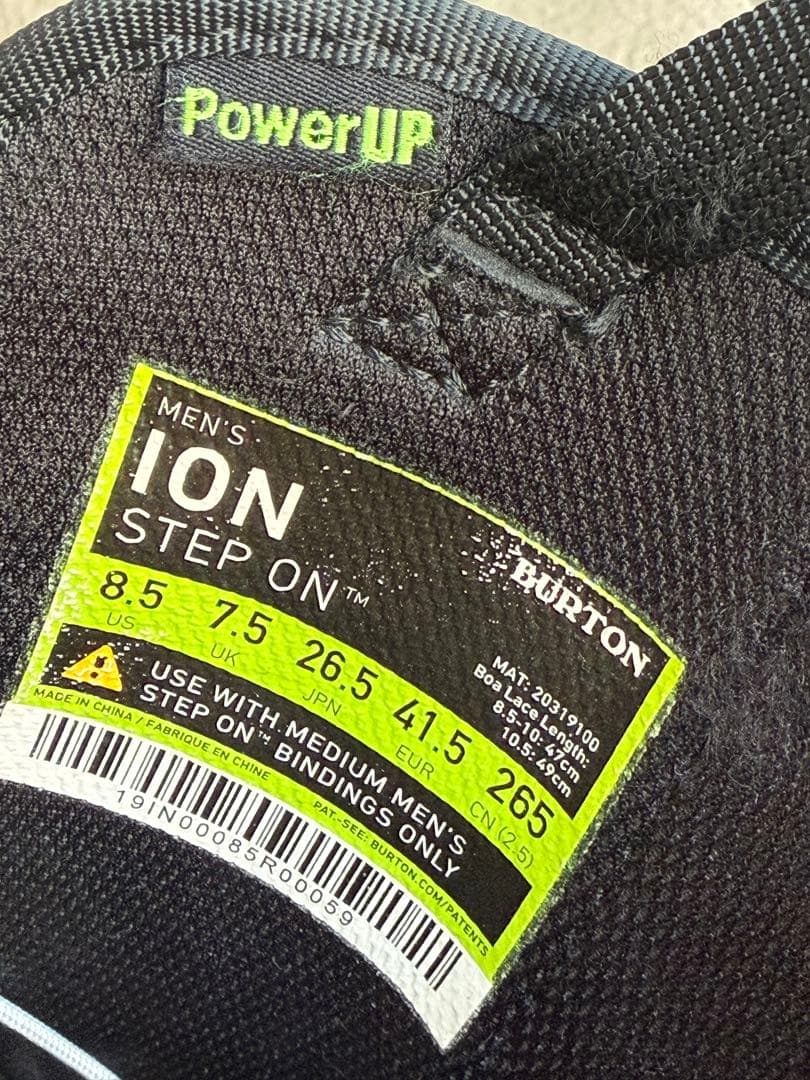 PowerUP
MEN'S
ION
STEP ON™
BURTON
MAT: 20319100
Boa Lace Length:
8.5-10- 47cm
10.5- 49cm
8.5 7.5 26.5 41.5 265
US UK JPN EUR CN (2.5)
USE WITH MEDIUM MEN'S
STEP ON™ BINDINGS ONLY
MADE IN CHINA / FABRIQUE EN CHINE
PAT.-SEE: BURTON.COM/PATENTS
19IN00085R00059